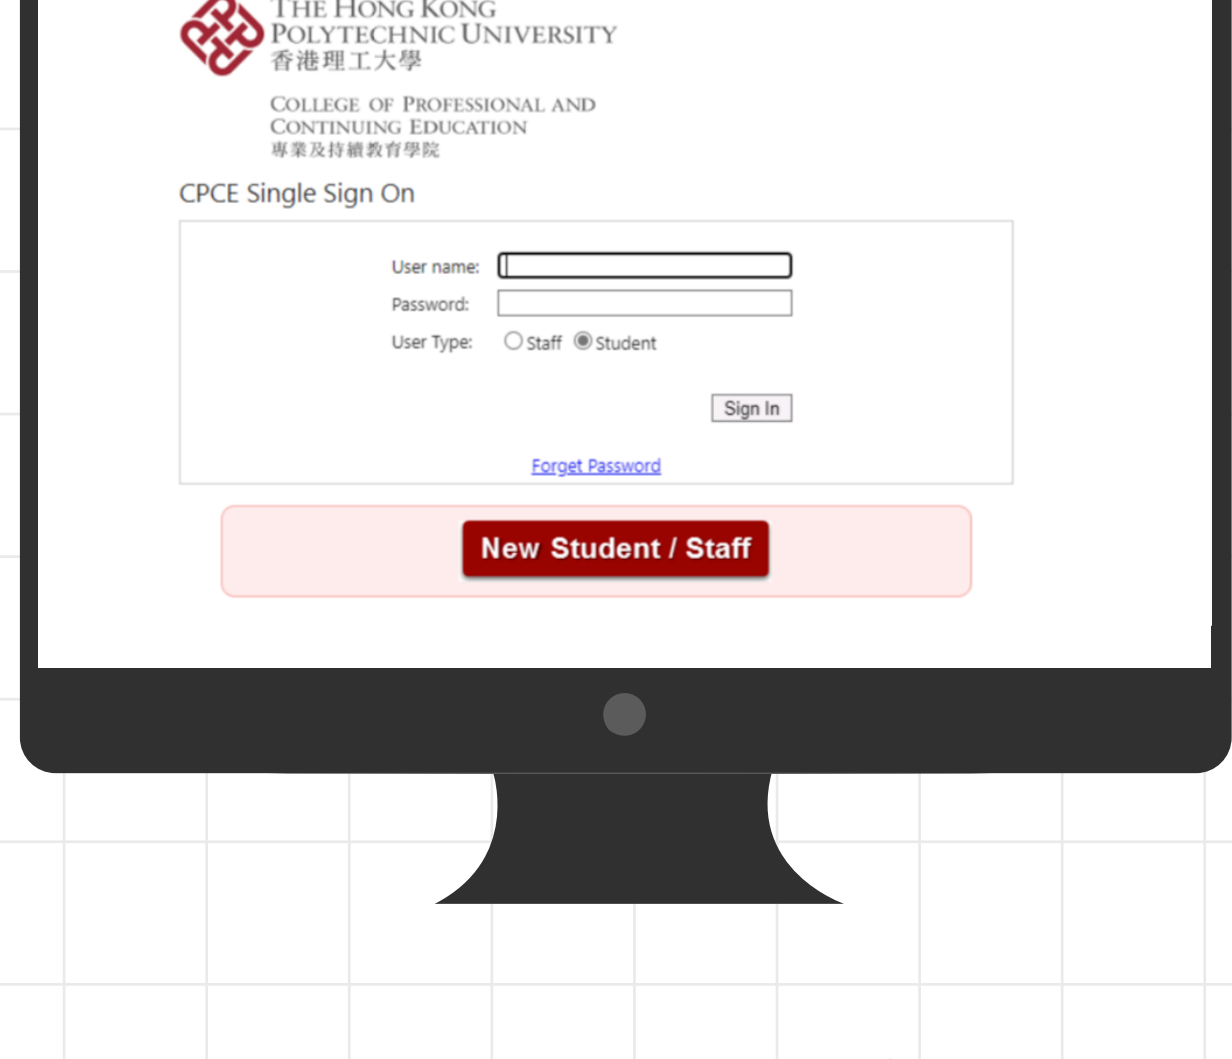 THE HONG KONG
POLYTECHNIC UNIVERSITY
香港理工大學
COLLEGE OF PROFESSIONAL AND
CONTINUING EDUCATION
專業及持續教育學院
CPCE Single Sign On
User name:
Password:
User Type: Staff Student
Sign In
Forget Password
New Student / Staff